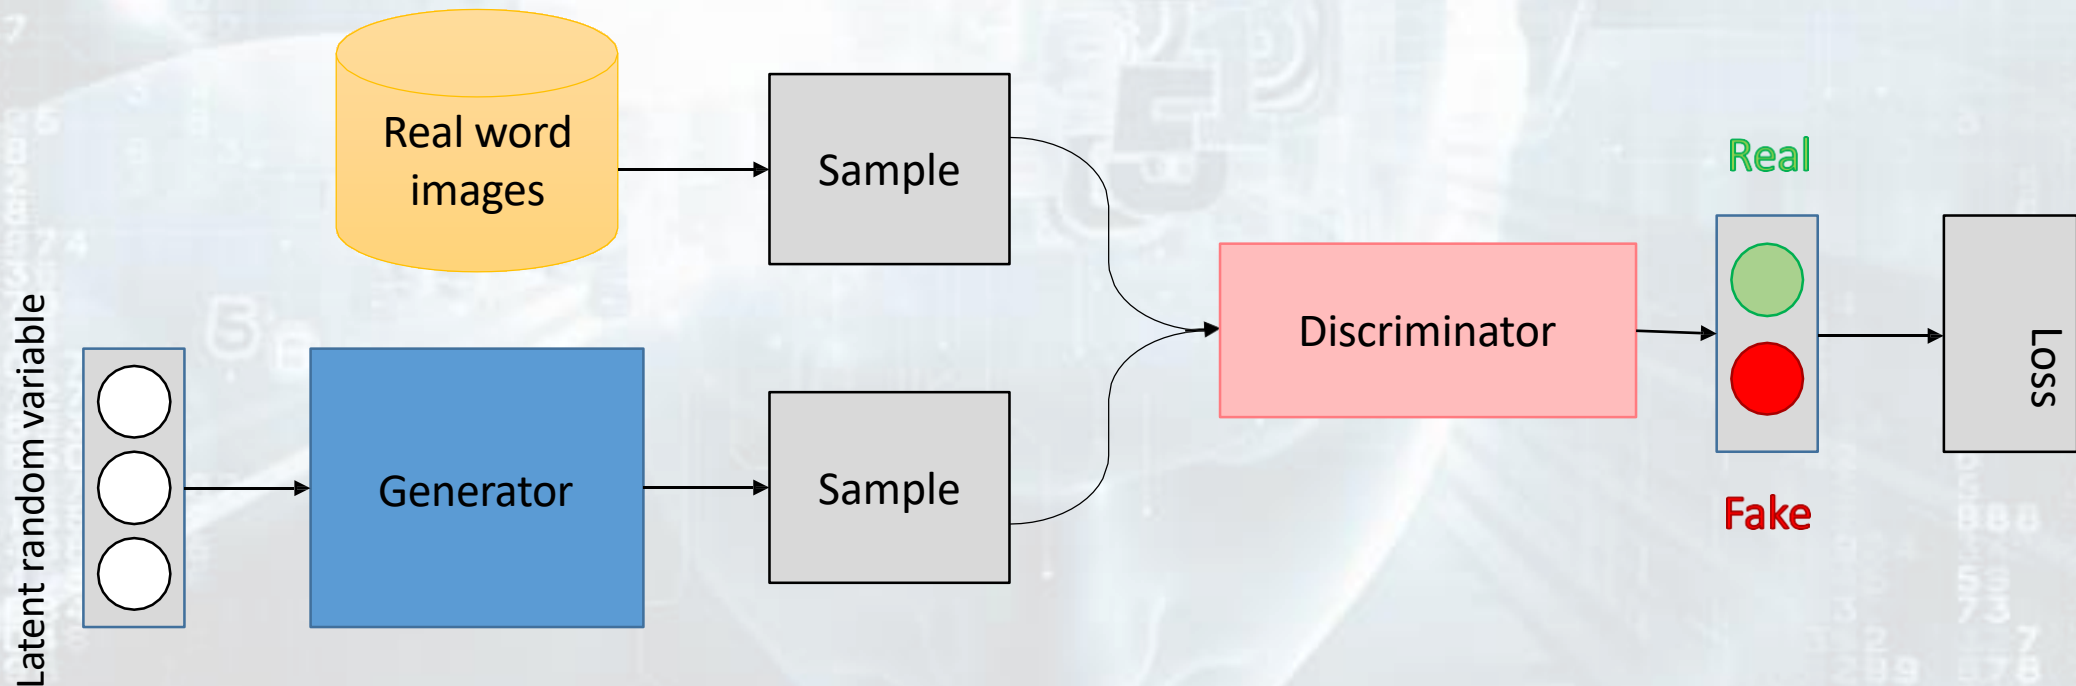 Real word
images
Sample
Real
Latent random variable
Generator
Sample
Discriminator
Loss
Fake